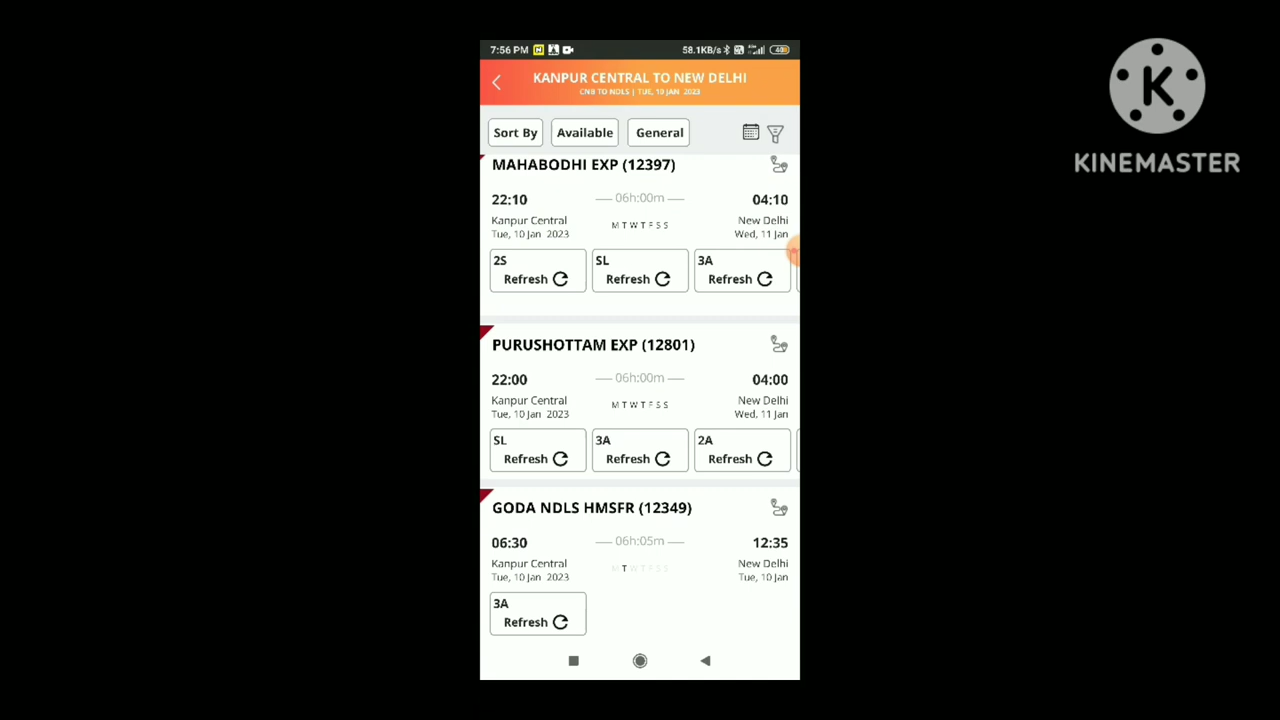 7:56 PM
58.1KB/s
KANPUR CENTRAL TO NEW DELHI
CNB TO NDLS | TUE, 10 JAN 2023
Sort By
Available
General
MAHABODHI EXP (12397)
22:10
06h:00m
04:10
Kanpur Central
M T W T F S S
New Delhi
Tue, 10 Jan 2023
Wed, 11 Jan
2S
SL
3A
Refresh
Refresh
Refresh
PURUSHOTTAM EXP (12801)
22:00
06h:00m
04:00
Kanpur Central
M T W T F S S
New Delhi
Tue, 10 Jan 2023
Wed, 11 Jan
SL
3A
2A
Refresh
Refresh
Refresh
GODA NDLS HMSFR (12349)
06:30
06h:05m
12:35
Kanpur Central
M T W T F S S
New Delhi
Tue, 10 Jan 2023
Tue, 10 Jan
3A
Refresh
K
KINEMASTER